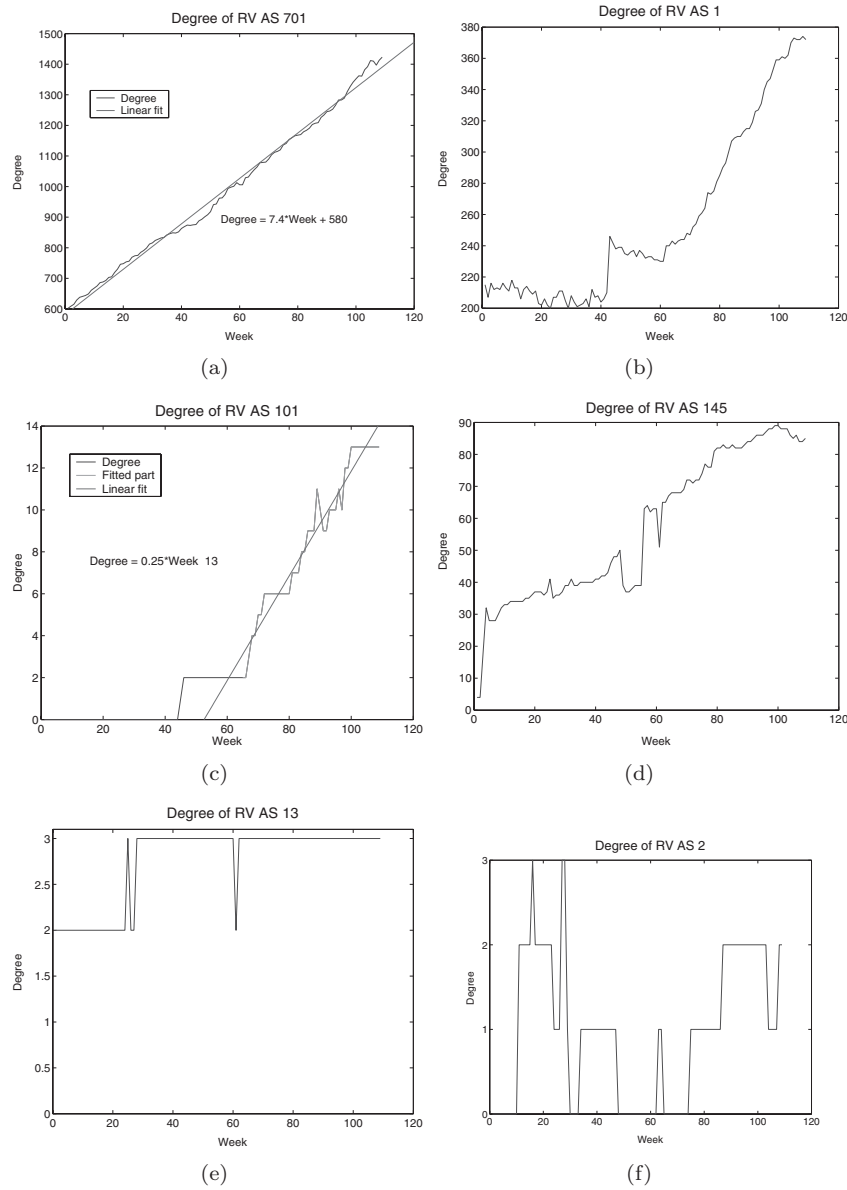 Degree of RV AS 701
1500
1400
1300
1200
1100
1000
900
800
700
600
0 20 40 60 80 100 120
Degree
Week
Degree
Linear fit
Degree = 7.4*Week + 580
(a)
Degree of RV AS 1
380
360
340
320
300
280
260
240
220
200
0 20 40 60 80 100 120
Degree
Week
(b)
Degree of RV AS 101
14
12
10
8
6
4
2
0
0 20 40 60 80 100 120
Degree
Week
Degree
Fitted part
Linear fit
Degree = 0.25*Week 13
(c)
Degree of RV AS 145
90
80
70
60
50
40
30
20
10
0
0 20 40 60 80 100 120
Degree
Week
(d)
Degree of RV AS 13
3
2.5
2
1.5
1
0.5
0
0 20 40 60 80 100 120
Degree
Week
(e)
Degree of RV AS 2
3
2
1
0
0 20 40 60 80 100 120
Degree
Week
(f)